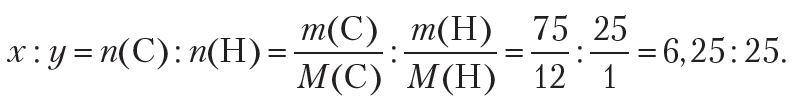 x : y = n(C) : n(H) = m(C)/M(C) : m(H)/M(H) = 75/12 : 25/1 = 6,25 : 25.